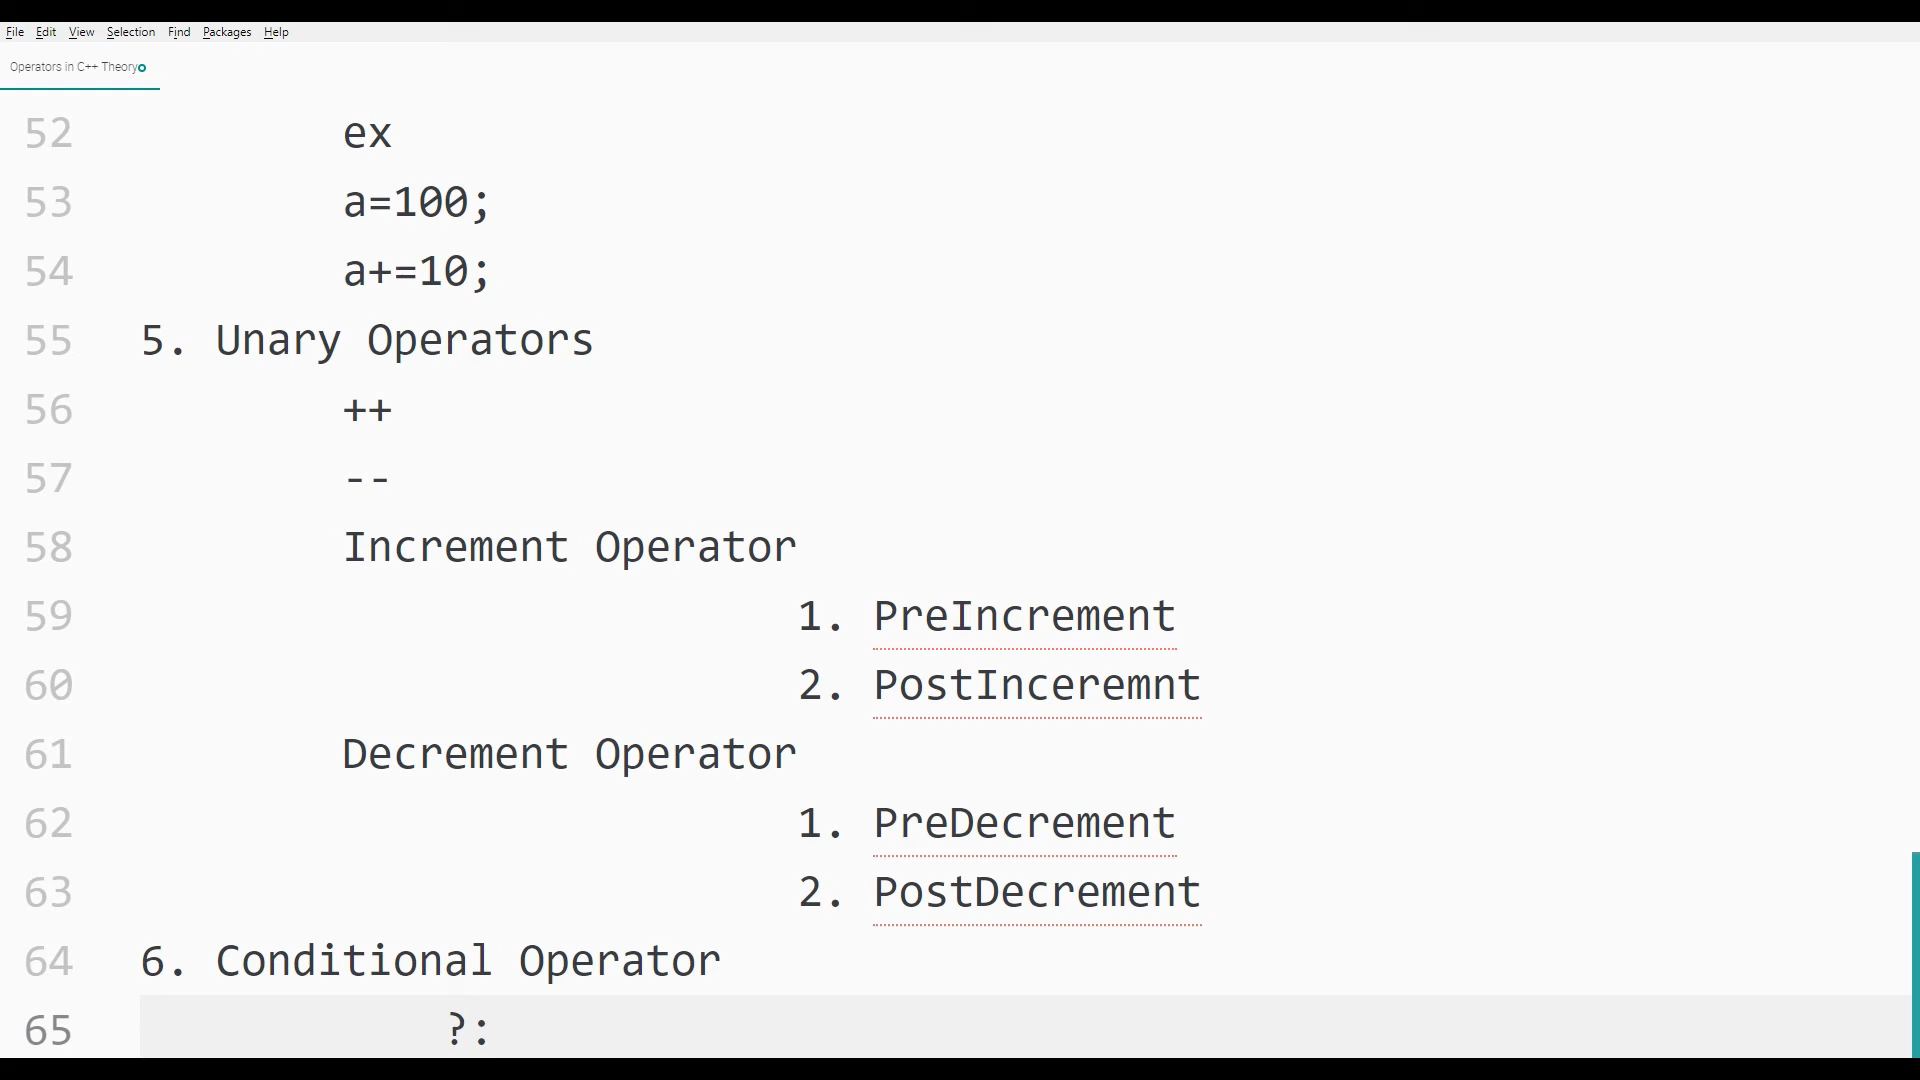 File Edit View Selection Find Packages Help
Operators in C++ Theory
52 ex
53 a=100;
54 a+=10;
55 5. Unary Operators
56 ++
57 --
58 Increment Operator
59 1. PreIncrement
60 2. PostInceremnt
61 Decrement Operator
62 1. PreDecrement
63 2. PostDecrement
64 6. Conditional Operator
65 ?: